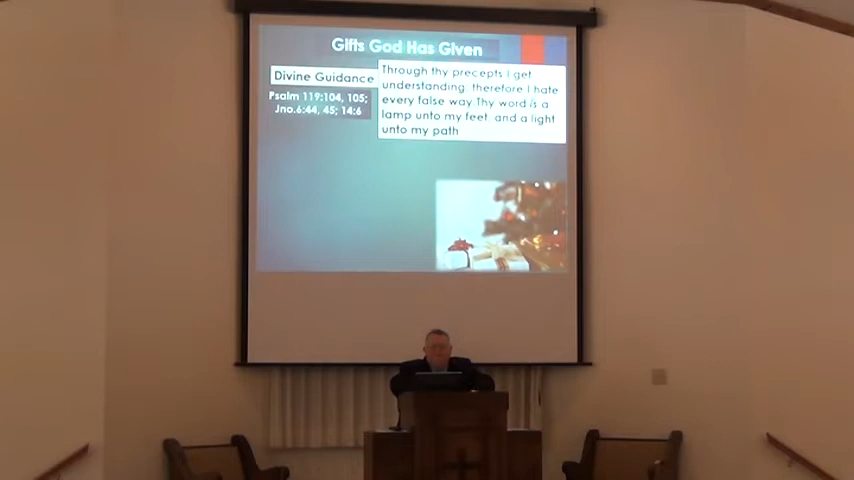 Gifts God Has Given
Divine Guidance
Psalm 119:104, 105;
Jno.6:44, 45; 14:6
Through thy precepts I get
understanding: therefore I hate
every false way.Thy word is a
lamp unto my feet, and a light
unto my path